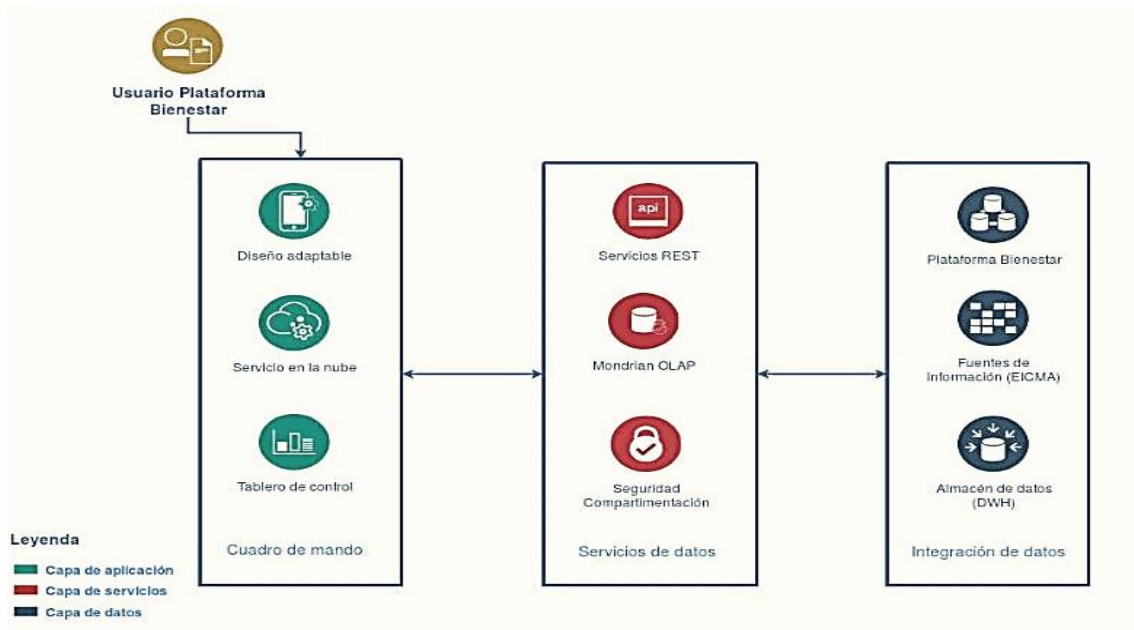 Usuario Plataforma
Bienestar
Diseño adaptable
Servicio en la nube
Tablero de control
Cuadro de mando
api
Servicios REST
Mondrian OLAP
Seguridad
Compartimentación
Servicios de datos
Plataforma Bienestar
Fuentes de
Información (EICMA)
Almacén de datos
(DWH)
Integración de datos
Leyenda
Capa de aplicación
Capa de servicios
Capa de datos